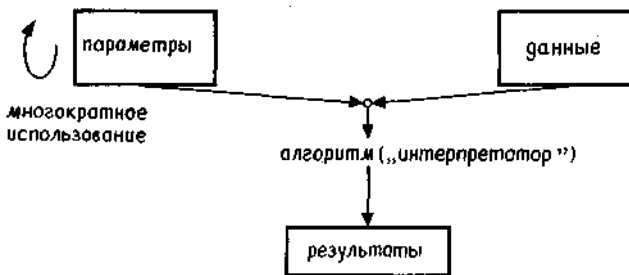 параметры
данные
многократное
использование
алгоритм („интерпретатор”)
результаты